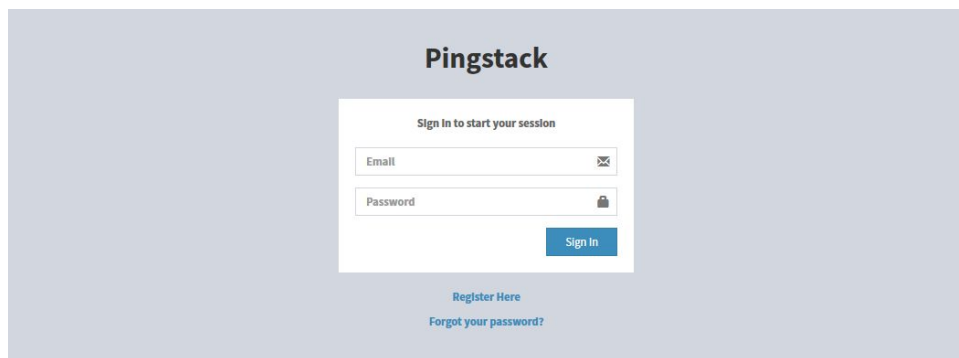 Pingstack
Sign in to start your session
Email
Password
Sign In
Register Here
Forgot your password?